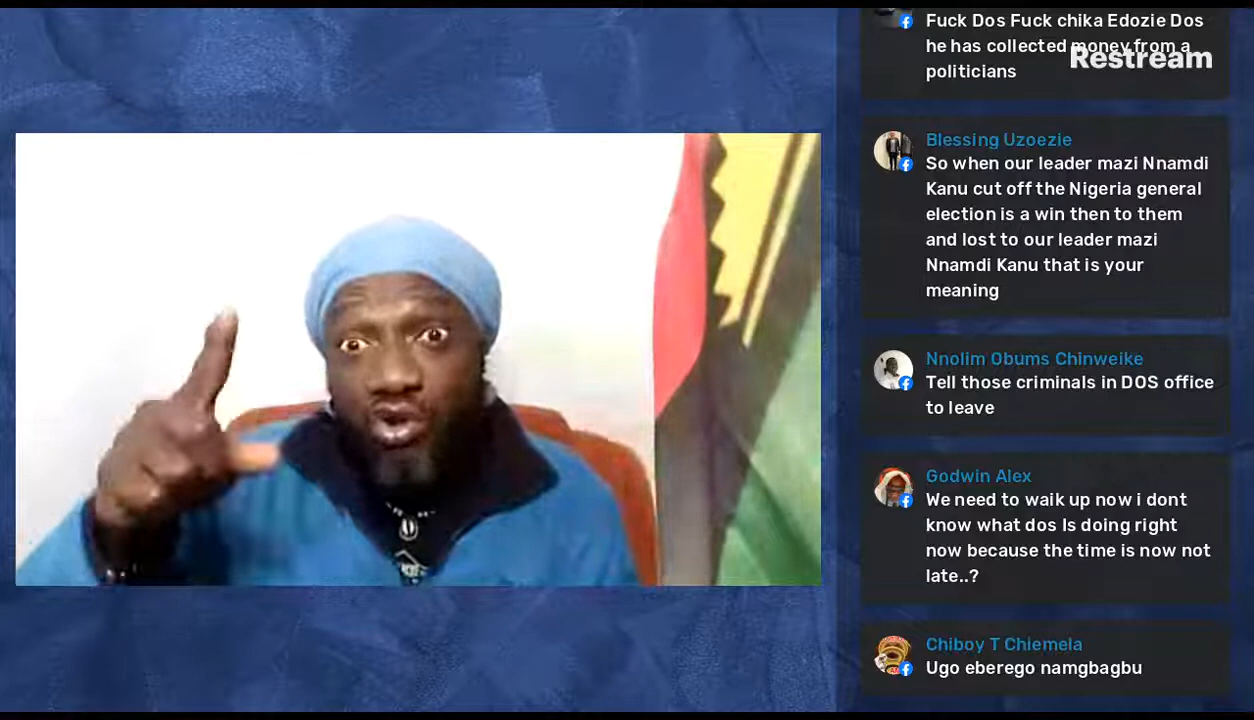 Fuck Dos Fuck chika Edozie Dos
he has collected money from a
politicians
Restream
Blessing Uzoezie
So when our leader mazi Nnamdi
Kanu cut off the Nigeria general
election is a win then to them
and lost to our leader mazi
Nnamdi Kanu that is your
meaning
Nnolim Obums Chinweike
Tell those criminals in DOS office
to leave
Godwin Alex
We need to waik up now i dont
know what dos Is doing right
now because the time is now not
late..?
Chiboy T Chiemela
Ugo eberego namgbagbu